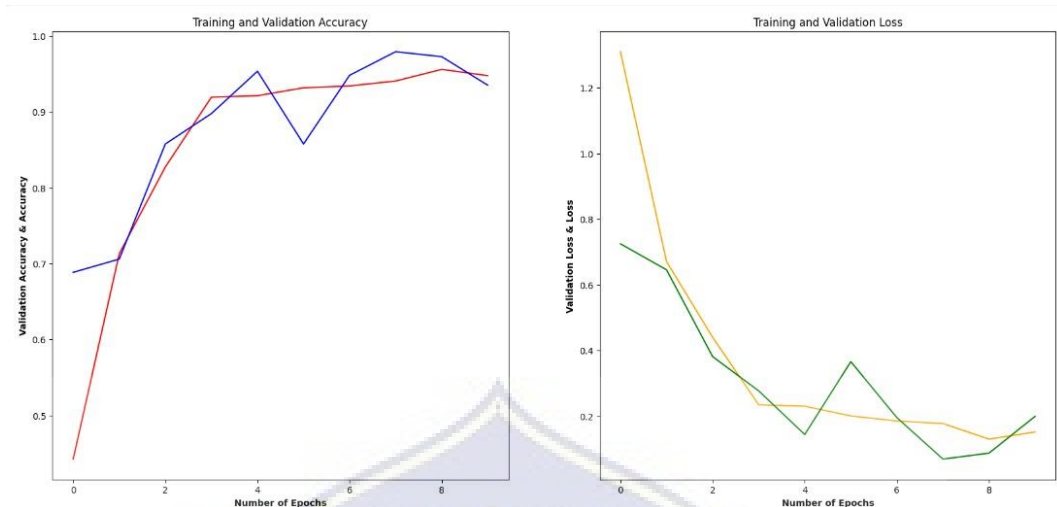 Training and Validation Accuracy
Validation Accuracy & Accuracy
1.0
0.9
0.8
0.7
0.6
0.5
0 2 4 6 8
Number of Epochs
Training and Validation Loss
Validation Loss & Loss
1.2
1.0
0.8
0.6
0.4
0.2
0 2 4 6 8
Number of Epochs